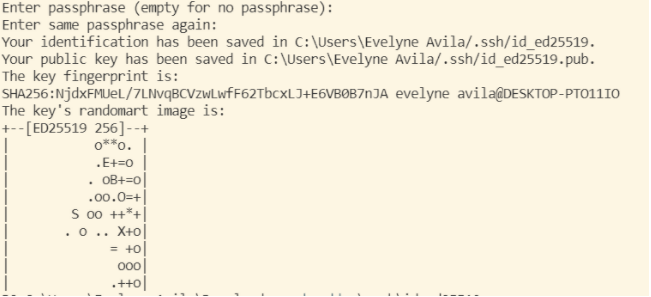 Enter passphrase (empty for no passphrase):
Enter same passphrase again:
Your identification has been saved in C:\Users\Evelyne Avila/.ssh/id_ed25519.
Your public key has been saved in C:\Users\Evelyne Avila/.ssh/id_ed25519.pub.
The key fingerprint is:
SHA256:NjdxFMUeL/7LNvqBCVzwLwfF62TbcxLJ+E6VB0B7nJA evelyne avila@DESKTOP-PTO11IO
The key's randomart image is:
+--[ED25519 256]--+
|           o**o. |
|           .E+=o |
|          . oB+=o|
|          .oo.O=+|
|        S oo ++*+|
|       . o .. X+o|
|             = +o|
|              ooo|
|             .++o|